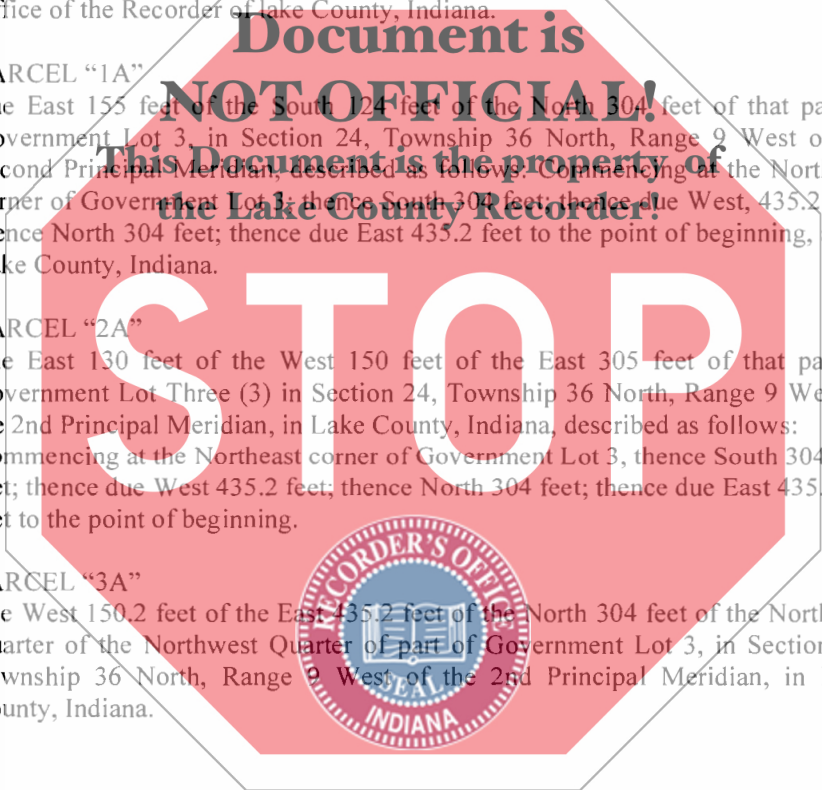 fice of the Recorder of lake County, Indiana.
Document is
NOT OFFICIAL!
This Document is the property of
the Lake County Recorder!
ARCEL “1A”
e East 155 feet of the South 124 feet of the North 304 feet of that pa
overnment Lot 3, in Section 24, Township 36 North, Range 9 West o
cond Principal Meridian, described as follows: Commencing at the Nort
rner of Government Lot 3; thence South 304 feet; thence due West, 435.2
ence North 304 feet; thence due East 435.2 feet to the point of beginning,
ke County, Indiana.
STOP
ARCEL “2A”
e East 130 feet of the West 150 feet of the East 305 feet of that pa
overnment Lot Three (3) in Section 24, Township 36 North, Range 9 We
e 2nd Principal Meridian, in Lake County, Indiana, described as follows:
ommencing at the Northeast corner of Government Lot 3, thence South 304
et; thence due West 435.2 feet; thence North 304 feet; thence due East 435.
et to the point of beginning.
ARCEL “3A”
e West 150.2 feet of the East 435.2 feet of the North 304 feet of the North
uarter of the Northwest Quarter of part of Government Lot 3, in Section
wnship 36 North, Range 9 West of the 2nd Principal Meridian, in
ounty, Indiana.
RECORDER'S OFFICE
SEAL
INDIANA